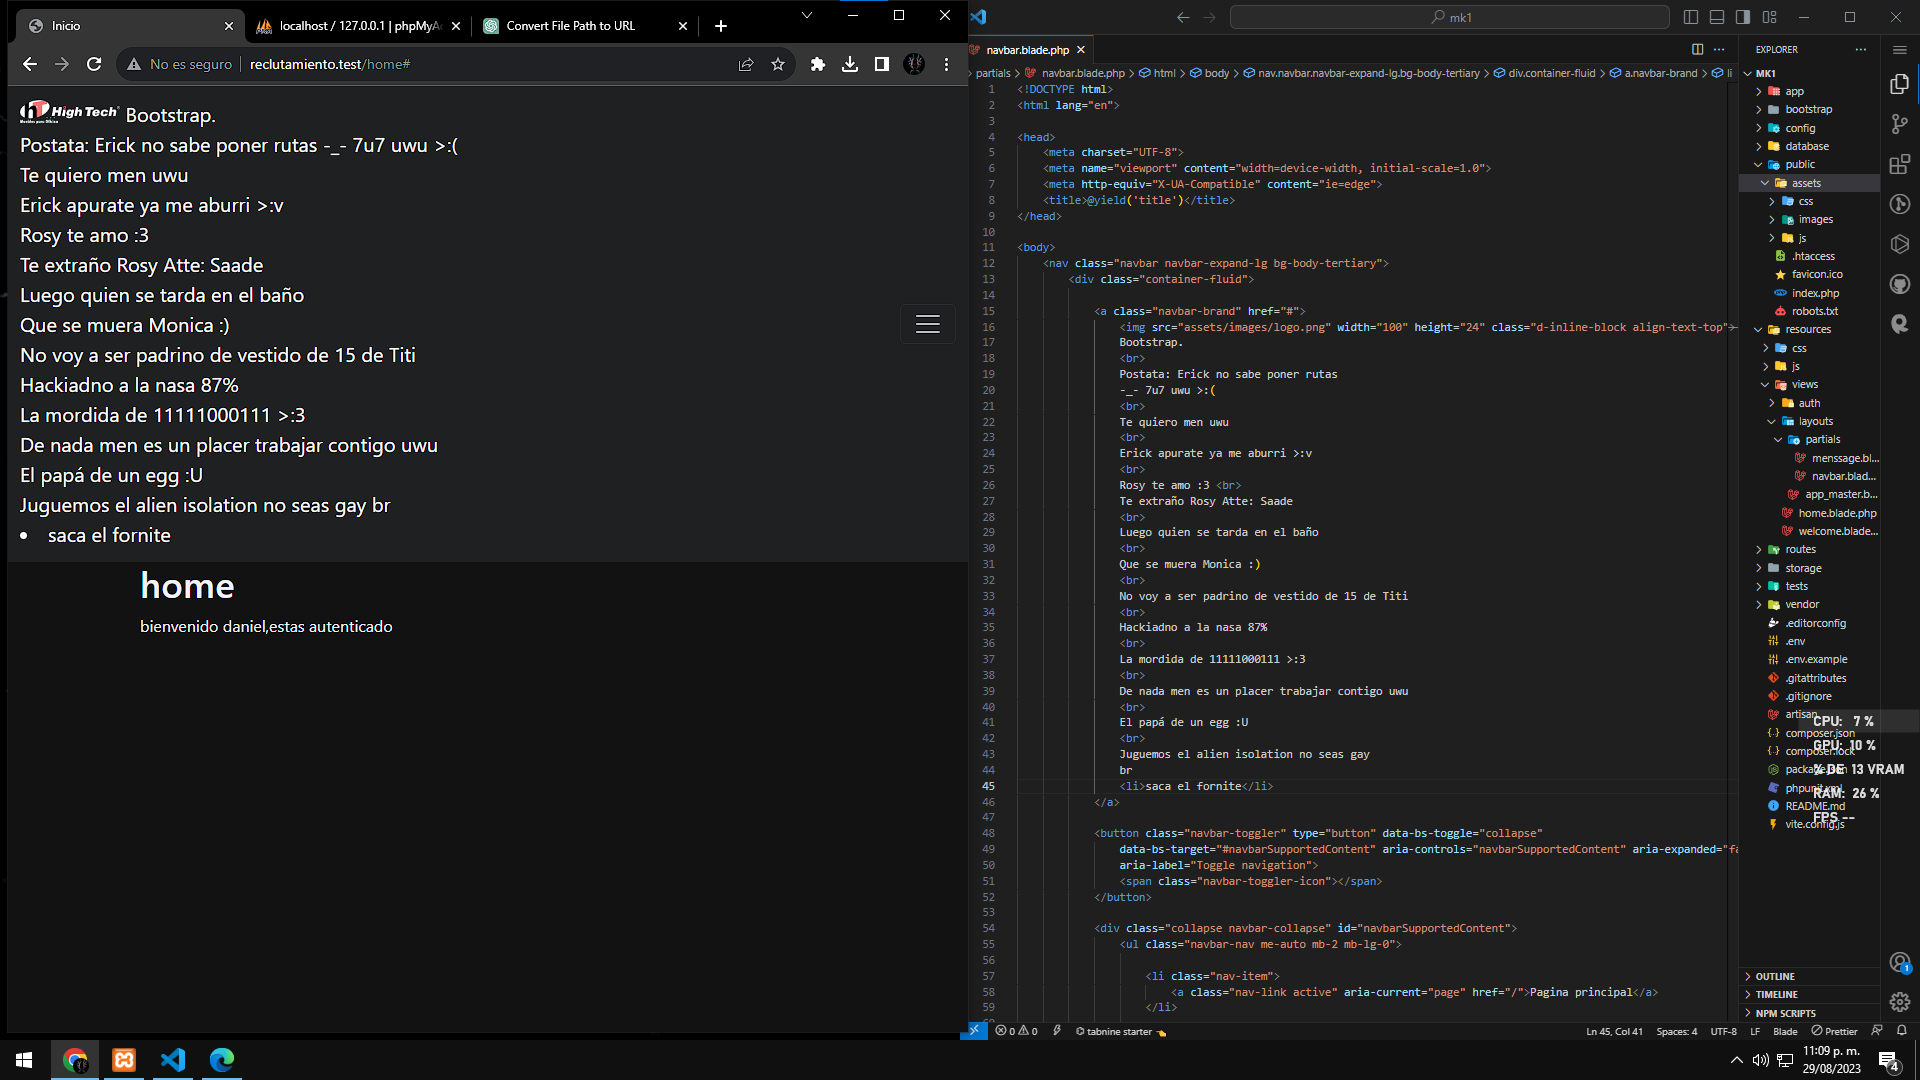 Inicio
localhost / 127.0.0.1 | phpMyAd
Convert File Path to URL
No es seguro
reclutamiento.test/home#
High Tech Bootstrap.
Postata: Erick no sabe poner rutas -_- 7u7 uwu >:(
Te quiero men uwu
Erick apurate ya me aburri >:v
Rosy te amo :3
Te extraño Rosy Atte: Saade
Luego quien se tarda en el baño
Que se muera Monica :)
No voy a ser padrino de vestido de 15 de Titi
Hackiadno a la nasa 87%
La mordida de 11111000111 >:3
De nada men es un placer trabajar contigo uwu
El papá de un egg :U
Juguemos el alien isolation no seas gay br
• saca el fornite
home
bienvenido daniel,estas autenticado
mk1
navbar.blade.php
partials > navbar.blade.php > html > body > nav.navbar.navbar-expand-lg.bg-body-tertiary > div.container-fluid > a.navbar-brand > li
1 <!DOCTYPE html>
2 <html lang="en">
3
4 <head>
5 <meta charset="UTF-8">
6 <meta name="viewport" content="width=device-width, initial-scale=1.0">
7 <meta http-equiv="X-UA-Compatible" content="ie=edge">
8 <title>@yield('title')</title>
9 </head>
10
11 <body>
12 <nav class="navbar navbar-expand-lg bg-body-tertiary">
13 <div class="container-fluid">
14
15 <a class="navbar-brand" href="#">
16 <img src="assets/images/logo.png" width="100" height="24" class="d-inline-block align-text-top">
17 Bootstrap.
18 <br>
19 Postata: Erick no sabe poner rutas
20 -_- 7u7 uwu >:(
21 <br>
22 Te quiero men uwu
23 <br>
24 Erick apurate ya me aburri >:v
25 <br>
26 Rosy te amo :3 <br>
27 Te extraño Rosy Atte: Saade
28 <br>
29 Luego quien se tarda en el baño
30 <br>
31 Que se muera Monica :)
32 <br>
33 No voy a ser padrino de vestido de 15 de Titi
34 <br>
35 Hackiadno a la nasa 87%
36 <br>
37 La mordida de 11111000111 >:3
38 <br>
39 De nada men es un placer trabajar contigo uwu
40 <br>
41 El papá de un egg :U
42 <br>
43 Juguemos el alien isolation no seas gay
44 br
45 <li>saca el fornite</li>
46 </a>
47
48 <button class="navbar-toggler" type="button" data-bs-toggle="collapse"
49 data-bs-target="#navbarSupportedContent" aria-controls="navbarSupportedContent" aria-expanded="fa
50 aria-label="Toggle navigation">
51 <span class="navbar-toggler-icon"></span>
52 </button>
53
54 <div class="collapse navbar-collapse" id="navbarSupportedContent">
55 <ul class="navbar-nav me-auto mb-2 mb-lg-0">
56
57 <li class="nav-item">
58 <a class="nav-link active" aria-current="page" href="/">Pagina principal</a>
59 </li>
EXPLORER
MK1
app
bootstrap
config
database
public
assets
css
images
js
.htaccess
favicon.ico
index.php
robots.txt
resources
css
js
views
auth
layouts
partials
menssage.bl...
navbar.blad...
app_master.b...
home.blade.php
welcome.blade...
routes
storage
tests
vendor
.editorconfig
.env
.env.example
.gitattributes
.gitignore
artisan
CPU: 7 %
composer.json
GPU: 10 %
composer.lock
% DE 13 VRAM
phpunit.xml
RAM: 26 %
README.md
FPS --
vite.config.js
OUTLINE
TIMELINE
NPM SCRIPTS
0 0 tabnine starter
Ln 45, Col 41 Spaces: 4 UTF-8 LF Blade Prettier
11:09 p. m.
29/08/2023
4
1